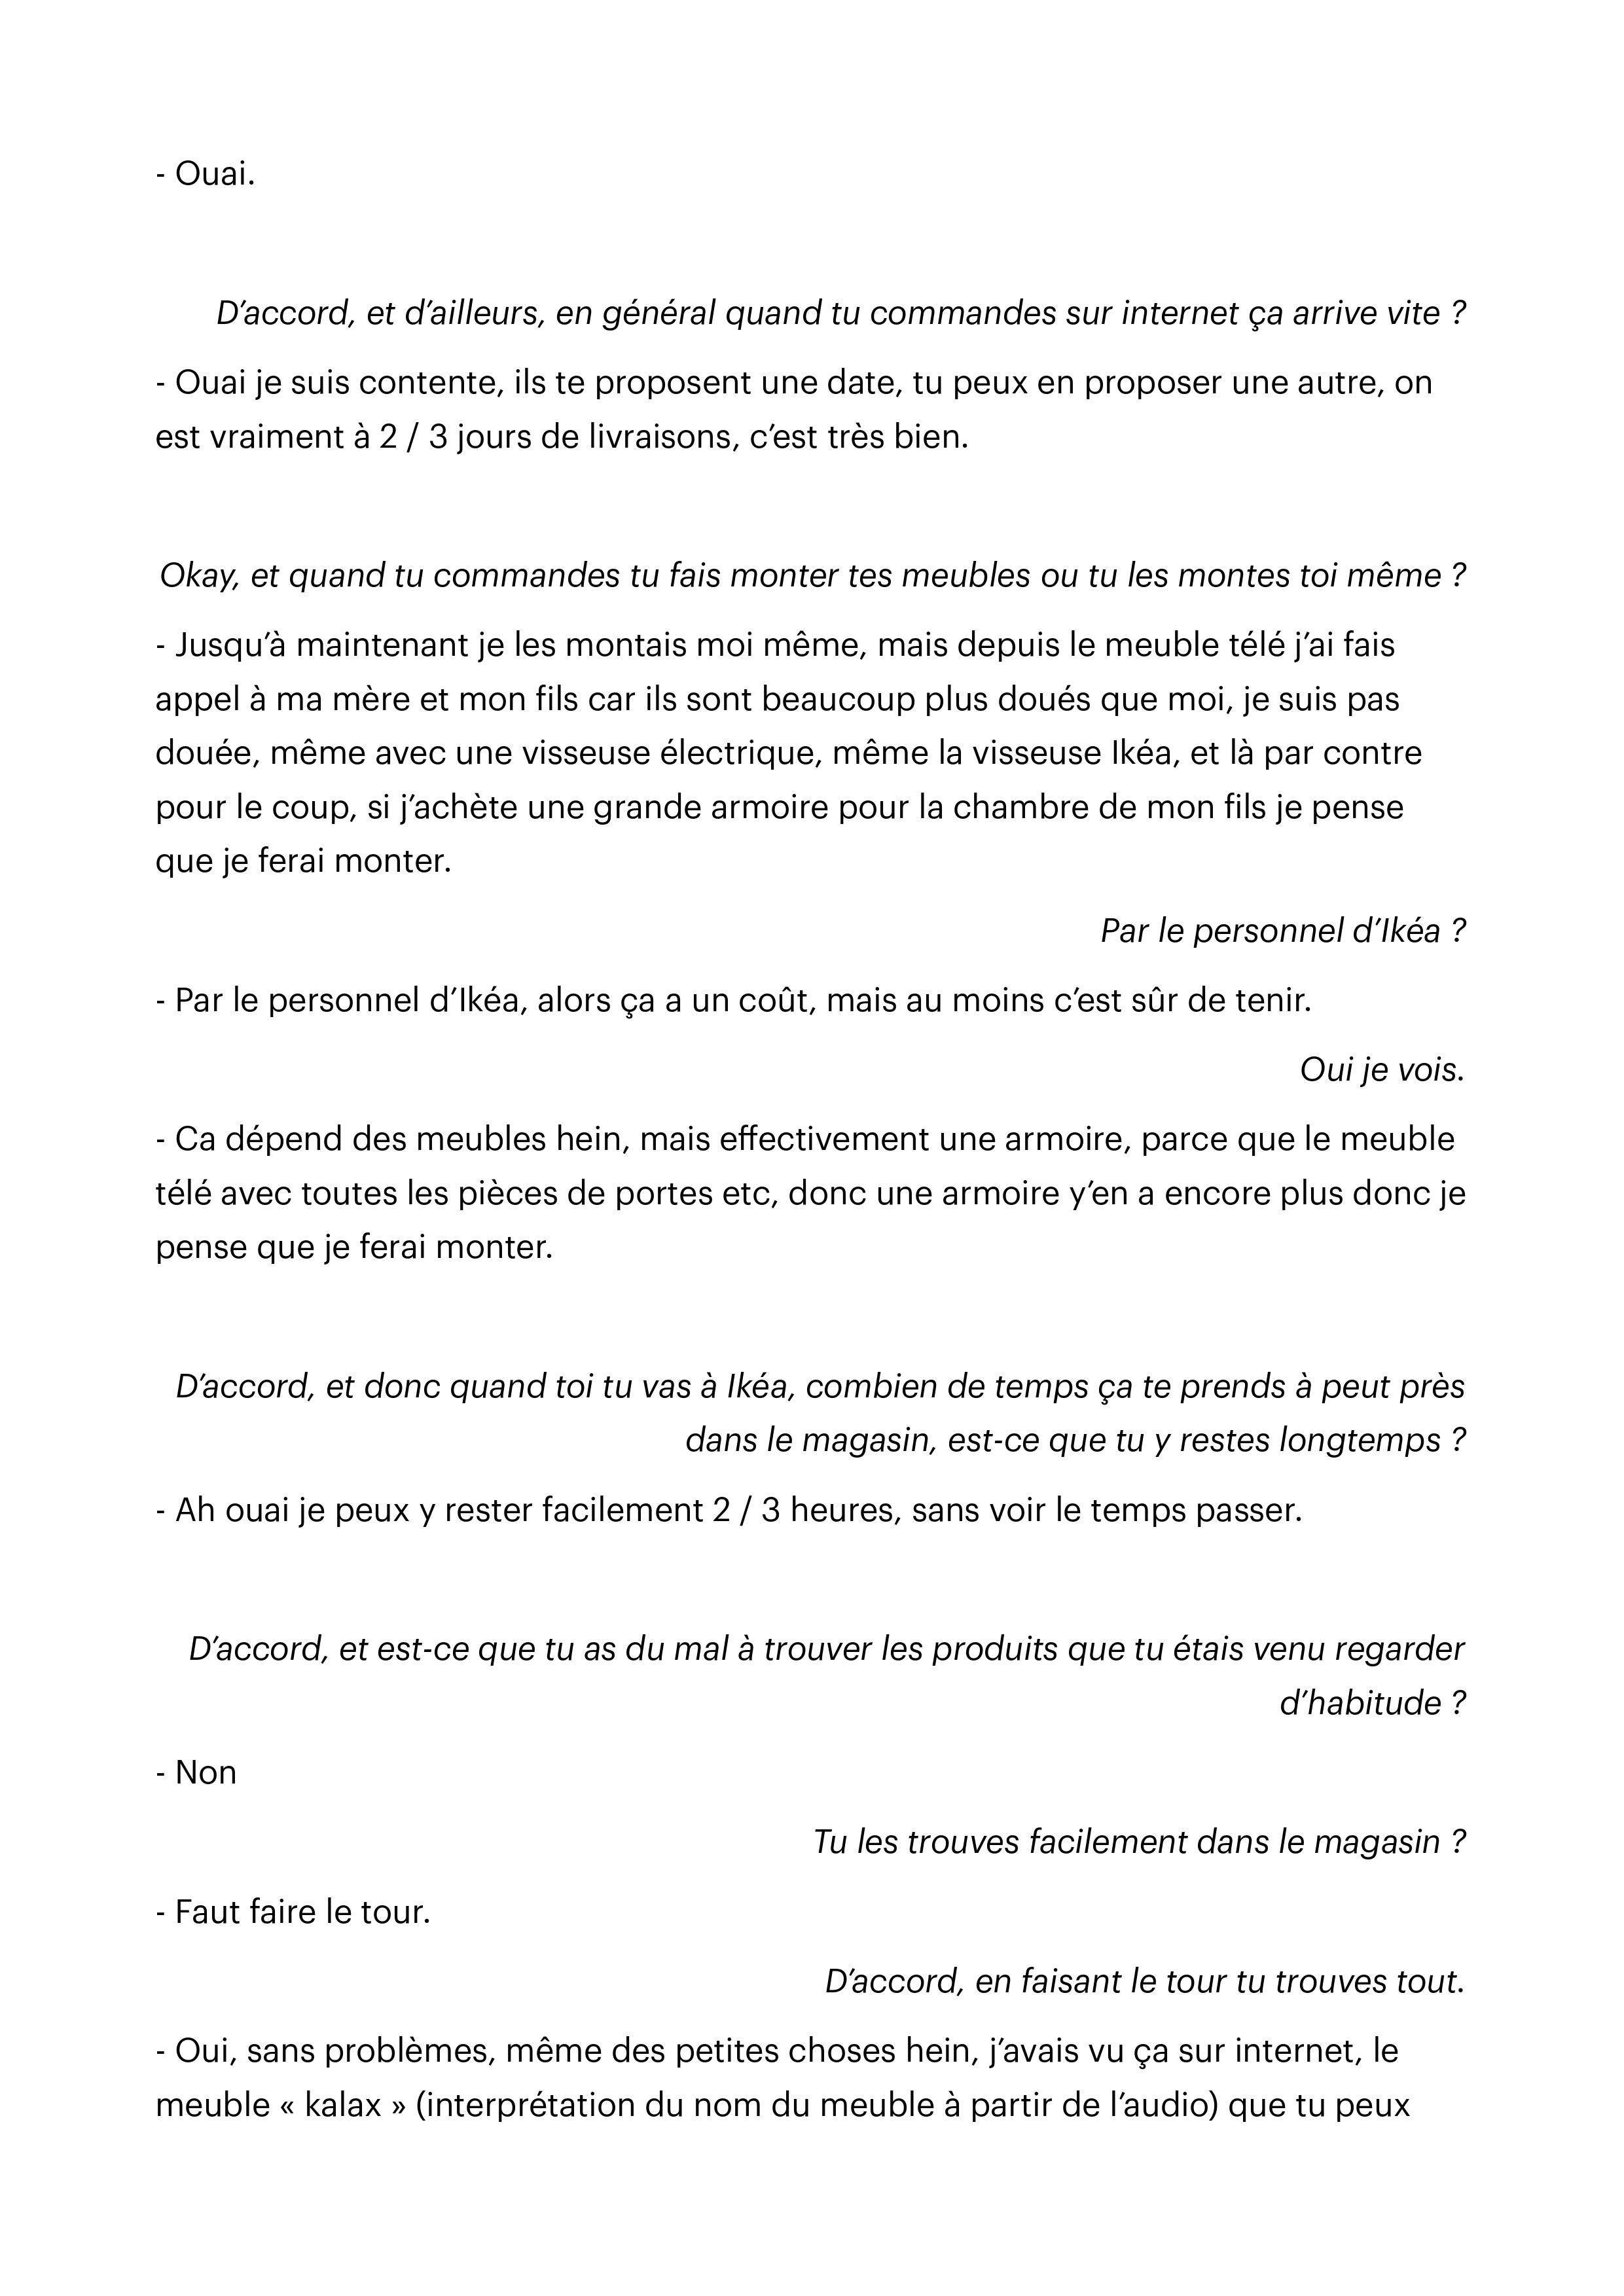 - Ouai.
D’accord, et d’ailleurs, en général quand tu commandes sur internet ça arrive vite ?
- Ouai je suis contente, ils te proposent une date, tu peux en proposer une autre, on
est vraiment à 2 / 3 jours de livraisons, c’est très bien.
Okay, et quand tu commandes tu fais monter tes meubles ou tu les montes toi même ?
- Jusqu’à maintenant je les montais moi même, mais depuis le meuble télé j’ai fais
appel à ma mère et mon fils car ils sont beaucoup plus doués que moi, je suis pas
douée, même avec une visseuse électrique, même la visseuse Ikéa, et là par contre
pour le coup, si j’achète une grande armoire pour la chambre de mon fils je pense
que je ferai monter.
Par le personnel d’Ikéa ?
- Par le personnel d’Ikéa, alors ça a un coût, mais au moins c’est sûr de tenir.
Oui je vois.
- Ca dépend des meubles hein, mais effectivement une armoire, parce que le meuble
télé avec toutes les pièces de portes etc, donc une armoire y’en a encore plus donc je
pense que je ferai monter.
D’accord, et donc quand toi tu vas à Ikéa, combien de temps ça te prends à peut près
dans le magasin, est-ce que tu y restes longtemps ?
- Ah ouai je peux y rester facilement 2 / 3 heures, sans voir le temps passer.
D’accord, et est-ce que tu as du mal à trouver les produits que tu étais venu regarder
d’habitude ?
- Non
Tu les trouves facilement dans le magasin ?
- Faut faire le tour.
D’accord, en faisant le tour tu trouves tout.
- Oui, sans problèmes, même des petites choses hein, j’avais vu ça sur internet, le
meuble « kalax » (interprétation du nom du meuble à partir de l’audio) que tu peux